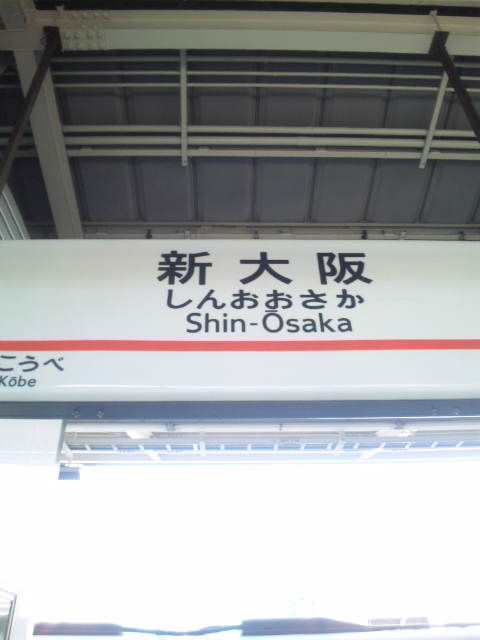 新大阪
しんおおさか
Shin-Ōsaka
こうべ
Kōbe